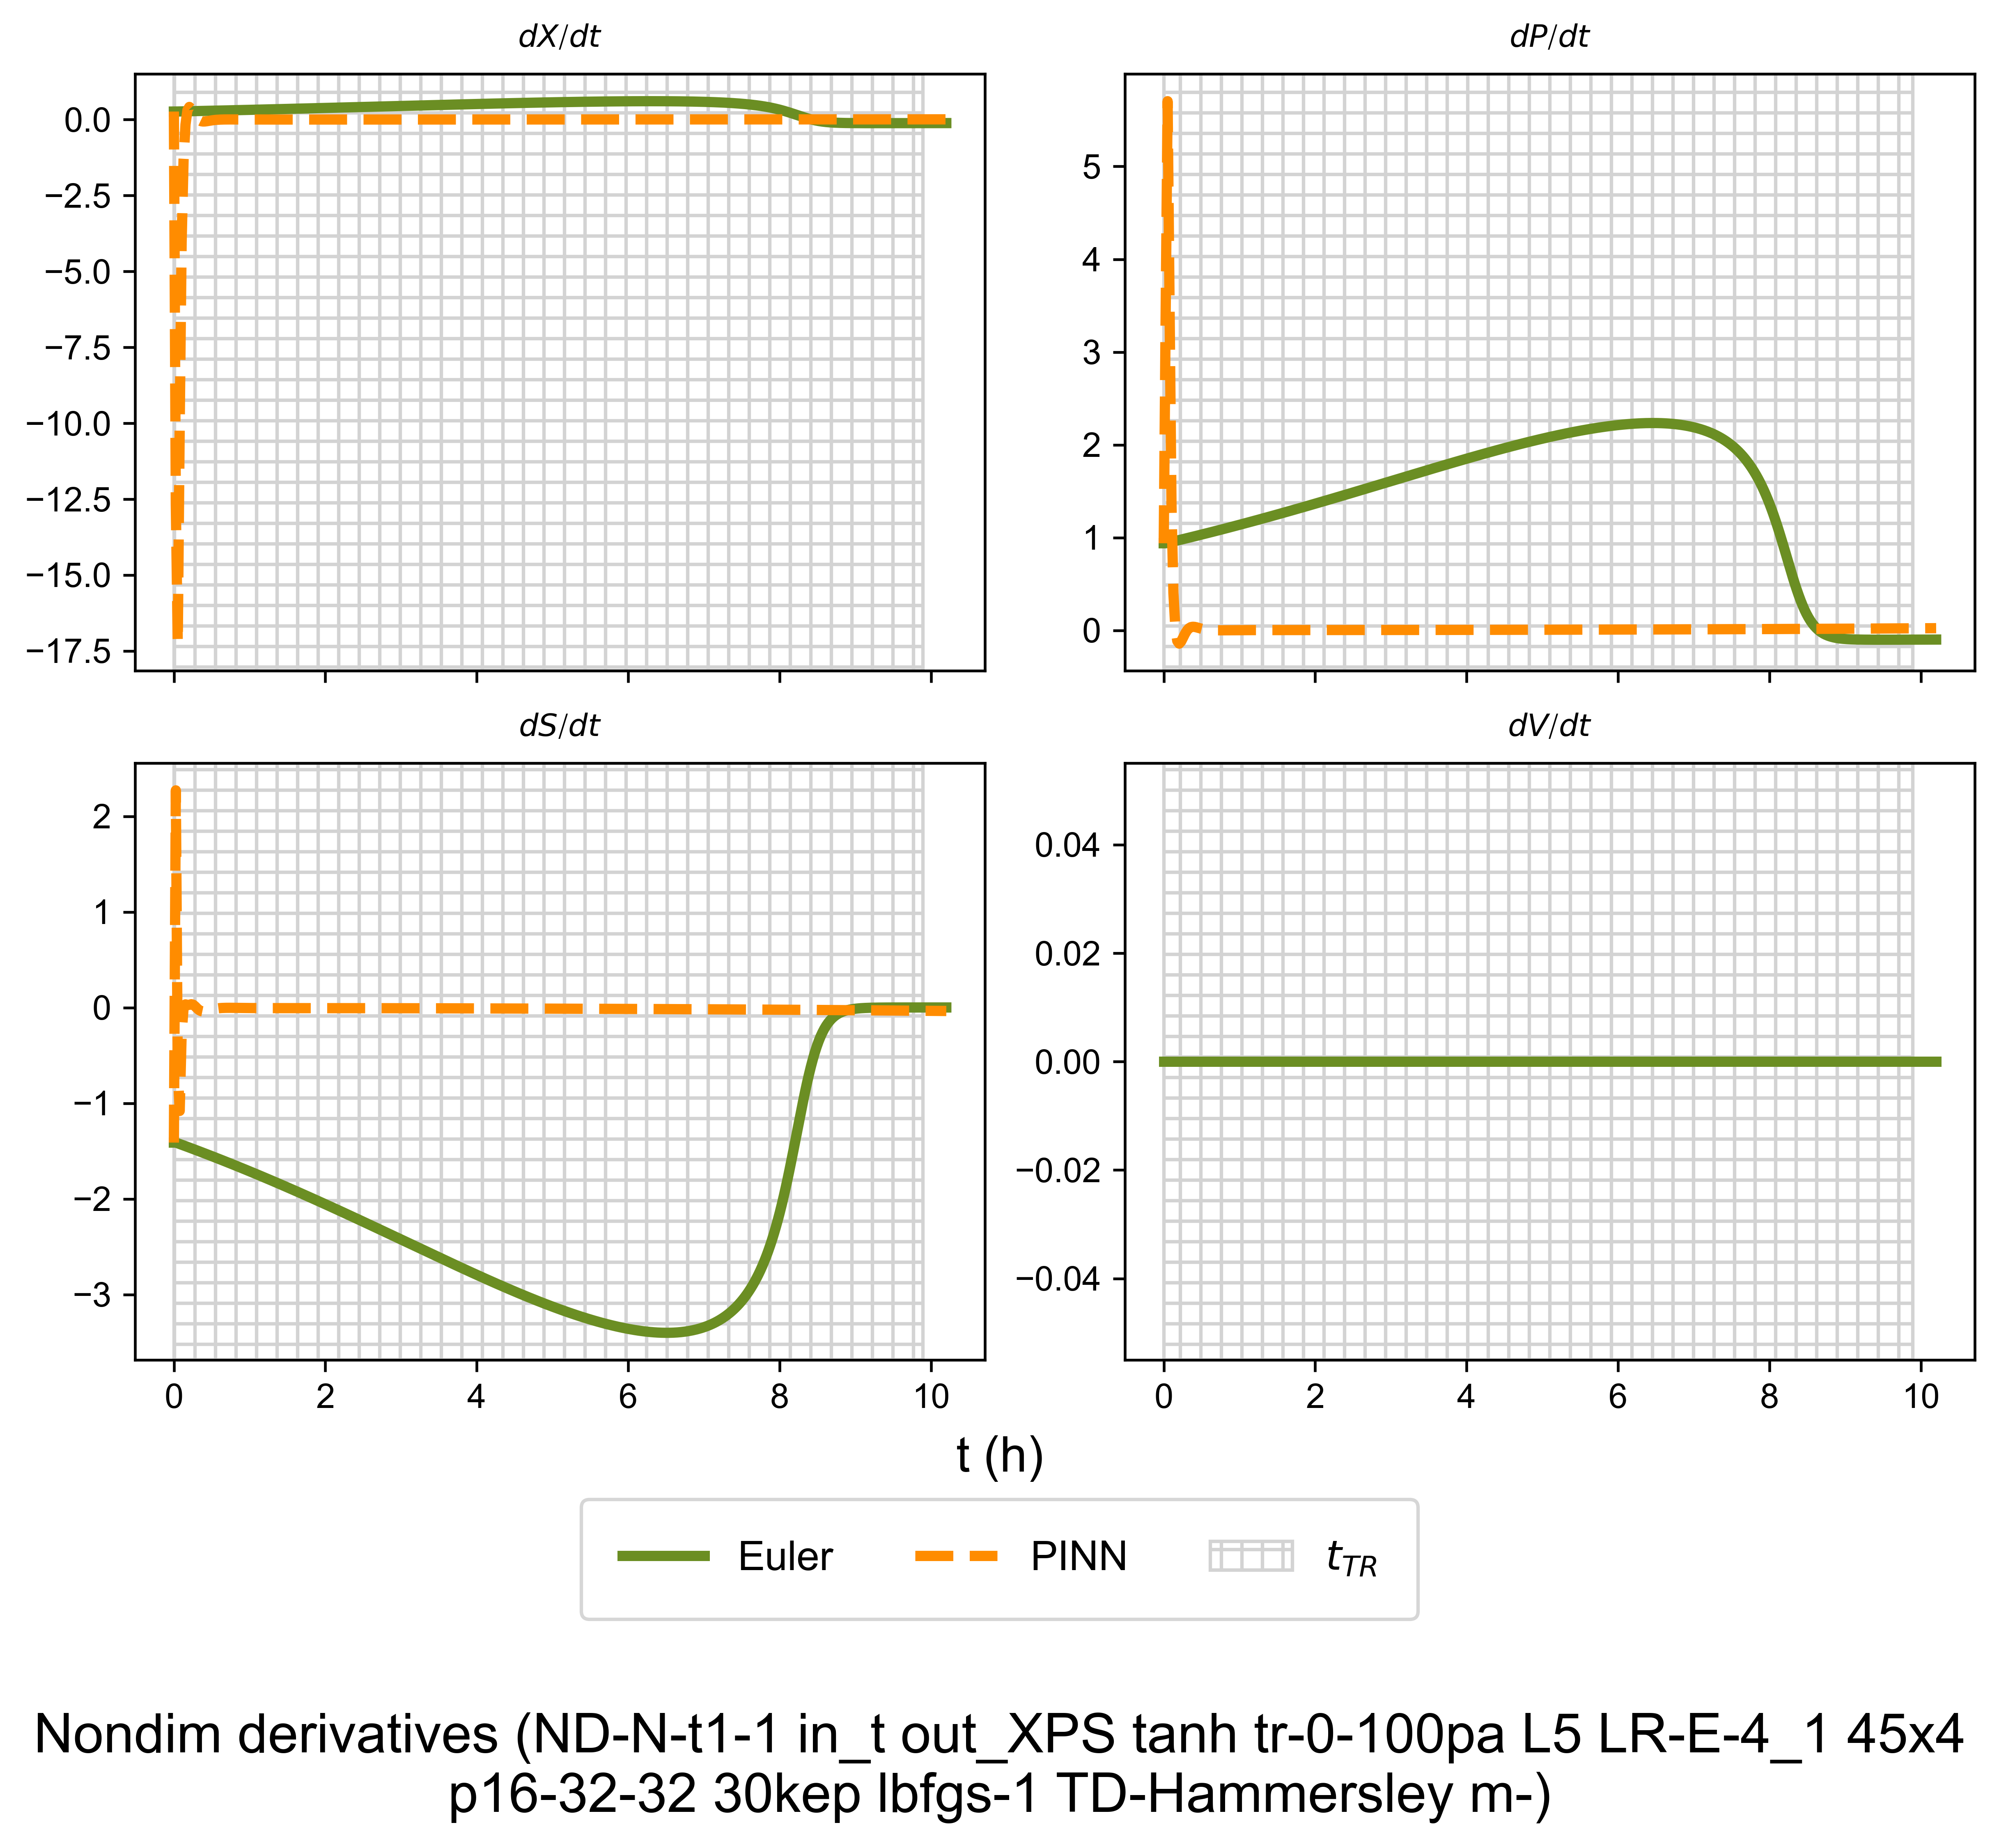 dX/dt
dP/dt
0.0
−2.5
−5.0
−7.5
−10.0
−12.5
−15.0
−17.5
5
4
3
2
1
0
dS/dt
dV/dt
2
1
0
−1
−2
−3
0.04
0.02
0.00
−0.02
−0.04
0 2 4 6 8 10
0 2 4 6 8 10
t (h)
Euler PINN t_TR
Nondim derivatives (ND-N-t1-1 in_t out_XPS tanh tr-0-100pa L5 LR-E-4_1 45x4
p16-32-32 30kep lbfgs-1 TD-Hammersley m-)